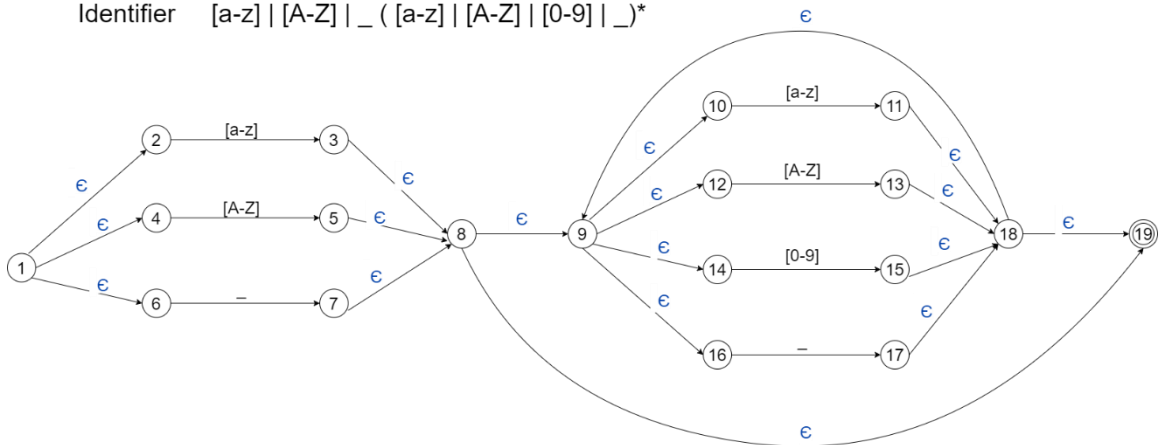 Identifier [a-z] | [A-Z] | _ ( [a-z] | [A-Z] | [0-9] | _)*
Є
10 [a-z] 11
2 [a-z] 3
Є Є
Є Є
12 [A-Z] 13
Є Є
4 [A-Z] 5
Є Є
8 Є 9 18 Є 19
1
Є Є
14 [0-9] 15
Є Є
6 _ 7
Є Є
16 _ 17
Є